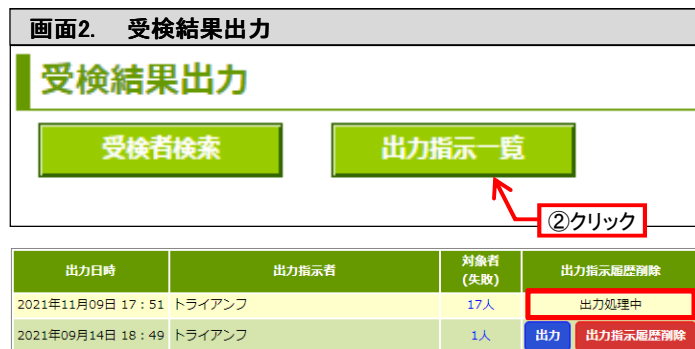 画面2. 受検結果出力
受検結果出力
受検者検索 出力指示一覧
②クリック
出力日時 出力指示者 対象者(失敗) 出力指示履歴削除
2021年11月09日 17：51 トライアンフ 17人 出力処理中
2021年09月14日 18：49 トライアンフ 1人 出力 出力指示履歴削除